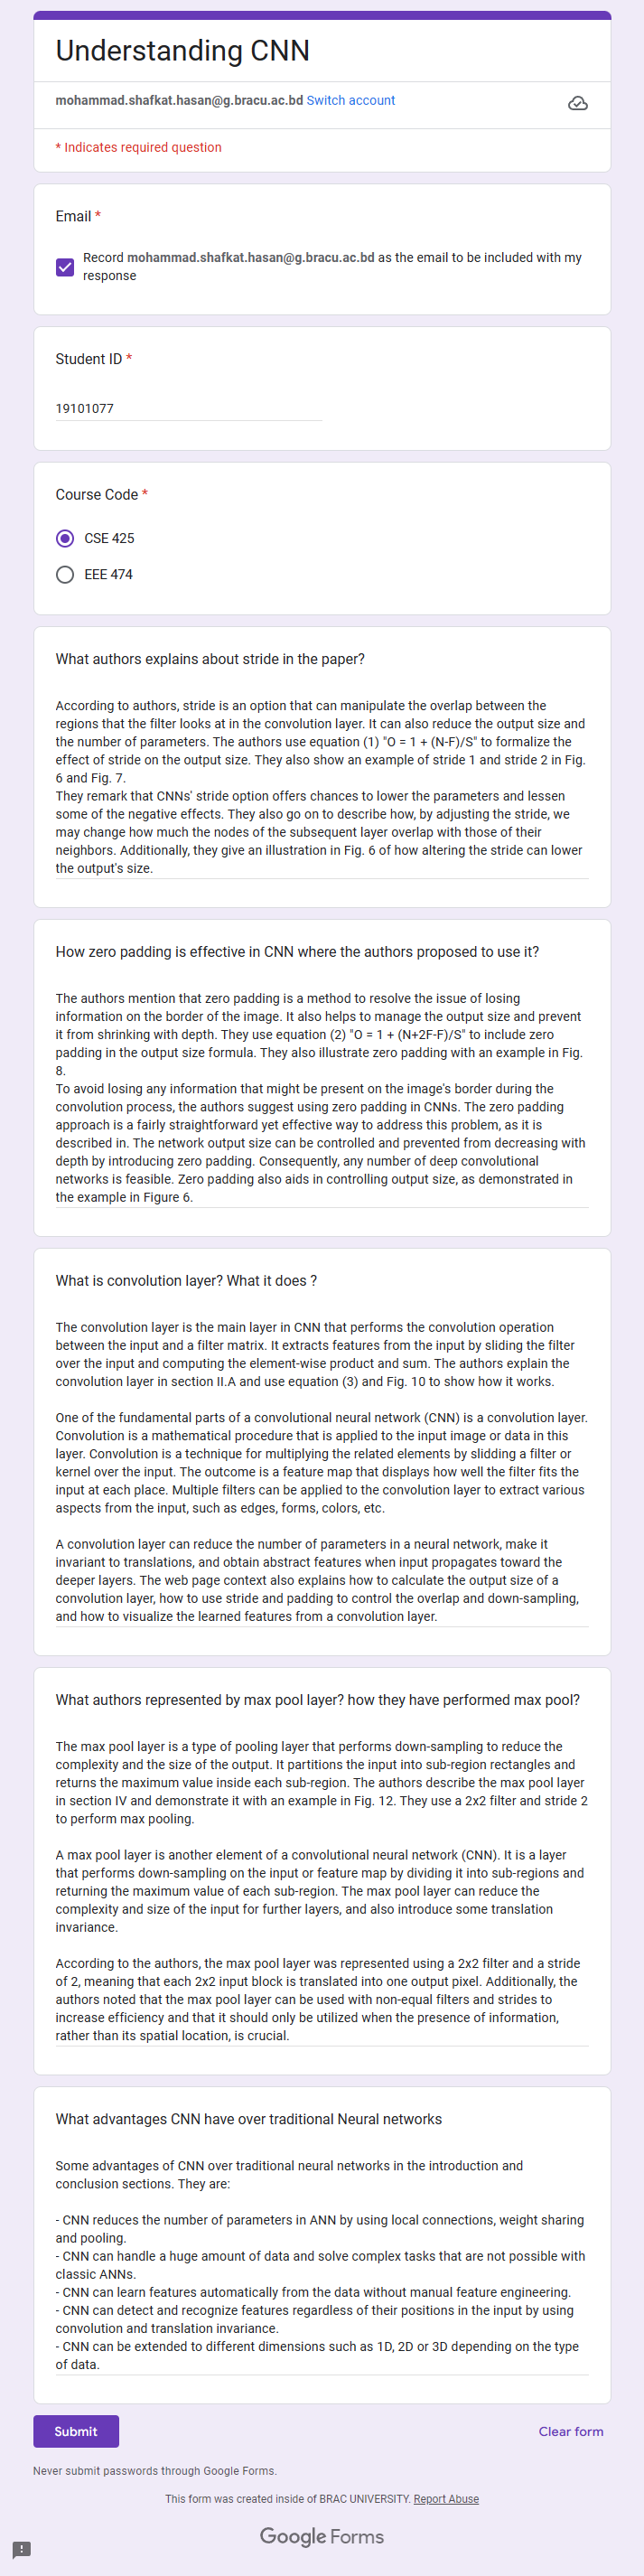 Understanding CNN
mohammad.shafkat.hasan@g.bracu.ac.bd Switch account
* Indicates required question
Email *
Record mohammad.shafkat.hasan@g.bracu.ac.bd as the email to be included with my
response
Student ID *
19101077
Course Code *
CSE 425
EEE 474
What authors explains about stride in the paper?
According to authors, stride is an option that can manipulate the overlap between the
regions that the filter looks at in the convolution layer. It can also reduce the output size and
the number of parameters. The authors use equation (1) "O = 1 + (N-F)/S" to formalize the
effect of stride on the output size. They also show an example of stride 1 and stride 2 in Fig.
6 and Fig. 7.
They remark that CNNs' stride option offers chances to lower the parameters and lessen
some of the negative effects. They also go on to describe how, by adjusting the stride, we
may change how much the nodes of the subsequent layer overlap with those of their
neighbors. Additionally, they give an illustration in Fig. 6 of how altering the stride can lower
the output's size.
How zero padding is effective in CNN where the authors proposed to use it?
The authors mention that zero padding is a method to resolve the issue of losing
information on the border of the image. It also helps to manage the output size and prevent
it from shrinking with depth. They use equation (2) "O = 1 + (N+2F-F)/S" to include zero
padding in the output size formula. They also illustrate zero padding with an example in Fig.
8.
To avoid losing any information that might be present on the image's border during the
convolution process, the authors suggest using zero padding in CNNs. The zero padding
approach is a fairly straightforward yet effective way to address this problem, as it is
described in. The network output size can be controlled and prevented from decreasing with
depth by introducing zero padding. Consequently, any number of deep convolutional
networks is feasible. Zero padding also aids in controlling output size, as demonstrated in
the example in Figure 6.
What is convolution layer? What it does ?
The convolution layer is the main layer in CNN that performs the convolution operation
between the input and a filter matrix. It extracts features from the input by sliding the filter
over the input and computing the element-wise product and sum. The authors explain the
convolution layer in section II.A and use equation (3) and Fig. 10 to show how it works.
One of the fundamental parts of a convolutional neural network (CNN) is a convolution layer.
Convolution is a mathematical procedure that is applied to the input image or data in this
layer. Convolution is a technique for multiplying the related elements by slidding a filter or
kernel over the input. The outcome is a feature map that displays how well the filter fits the
input at each place. Multiple filters can be applied to the convolution layer to extract various
aspects from the input, such as edges, forms, colors, etc.
A convolution layer can reduce the number of parameters in a neural network, make it
invariant to translations, and obtain abstract features when input propagates toward the
deeper layers. The web page context also explains how to calculate the output size of a
convolution layer, how to use stride and padding to control the overlap and down-sampling,
and how to visualize the learned features from a convolution layer.
What authors represented by max pool layer? how they have performed max pool?
The max pool layer is a type of pooling layer that performs down-sampling to reduce the
complexity and the size of the output. It partitions the input into sub-region rectangles and
returns the maximum value inside each sub-region. The authors describe the max pool layer
in section IV and demonstrate it with an example in Fig. 12. They use a 2x2 filter and stride 2
to perform max pooling.
A max pool layer is another element of a convolutional neural network (CNN). It is a layer
that performs down-sampling on the input or feature map by dividing it into sub-regions and
returning the maximum value of each sub-region. The max pool layer can reduce the
complexity and size of the input for further layers, and also introduce some translation
invariance.
According to the authors, the max pool layer was represented using a 2x2 filter and a stride
of 2, meaning that each 2x2 input block is translated into one output pixel. Additionally, the
authors noted that the max pool layer can be used with non-equal filters and strides to
increase efficiency and that it should only be utilized when the presence of information,
rather than its spatial location, is crucial.
What advantages CNN have over traditional Neural networks
Some advantages of CNN over traditional neural networks in the introduction and
conclusion sections. They are:
- CNN reduces the number of parameters in ANN by using local connections, weight sharing
and pooling.
- CNN can handle a huge amount of data and solve complex tasks that are not possible with
classic ANNs.
- CNN can learn features automatically from the data without manual feature engineering.
- CNN can detect and recognize features regardless of their positions in the input by using
convolution and translation invariance.
- CNN can be extended to different dimensions such as 1D, 2D or 3D depending on the type
of data.
Submit
Clear form
Never submit passwords through Google Forms.
This form was created inside of BRAC UNIVERSITY. Report Abuse
Google Forms